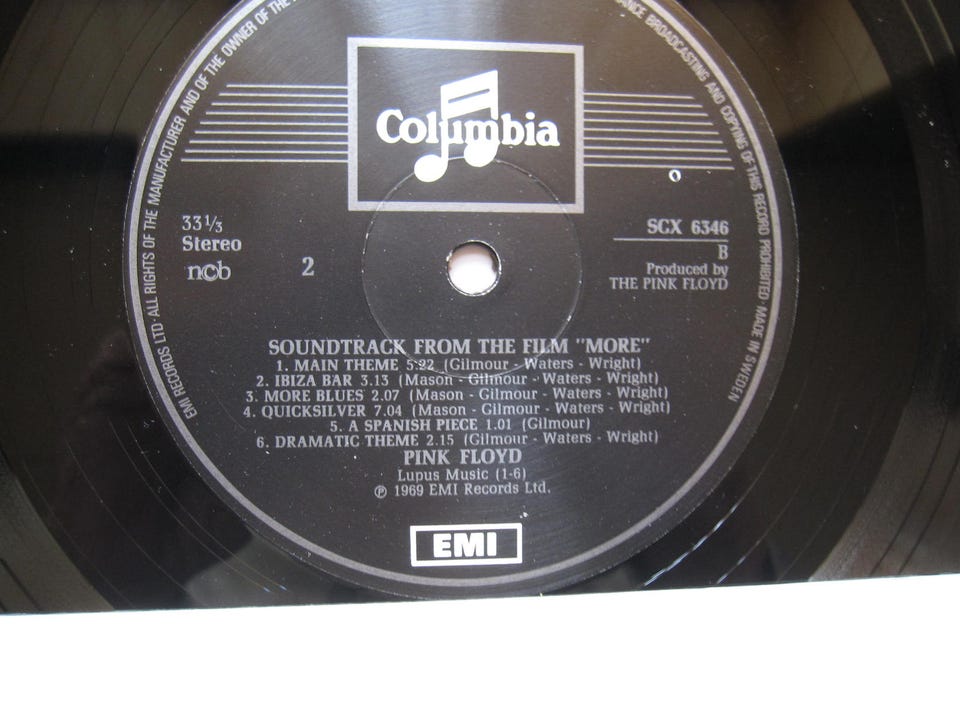 EMI RECORDS LTD · ALL RIGHTS OF THE MANUFACTURER AND OF THE OWNER OF THE
BROADCASTING AND COPYING OF THIS RECORD PROHIBITED · MADE IN SWEDEN
Columbia
33⅓
Stereo
ncb
2
SCX 6346
B
Produced by
THE PINK FLOYD
SOUNDTRACK FROM THE FILM "MORE"
1. MAIN THEME 5.22 (Gilmour - Waters - Wright)
2. IBIZA BAR 3.13 (Mason - Gilmour - Waters - Wright)
3. MORE BLUES 2.07 (Mason - Gilmour - Waters - Wright)
4. QUICKSILVER 7.04 (Mason - Gilmour - Waters - Wright)
5. A SPANISH PIECE 1.01 (Gilmour)
6. DRAMATIC THEME 2.15 (Gilmour - Waters - Wright)
PINK FLOYD
Lupus Music (1-6)
℗ 1969 EMI Records Ltd.
EMI